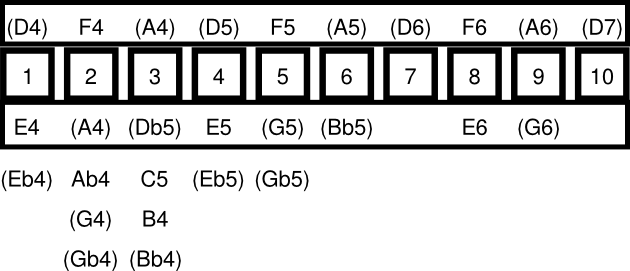 (D4) F4 (A4) (D5) F5 (A5) (D6) F6 (A6) (D7)
1 2 3 4 5 6 7 8 9 10
E4 (A4) (Db5) E5 (G5) (Bb5) E6 (G6)
(Eb4) Ab4 C5 (Eb5) (Gb5)
(G4) B4
(Gb4) (Bb4)